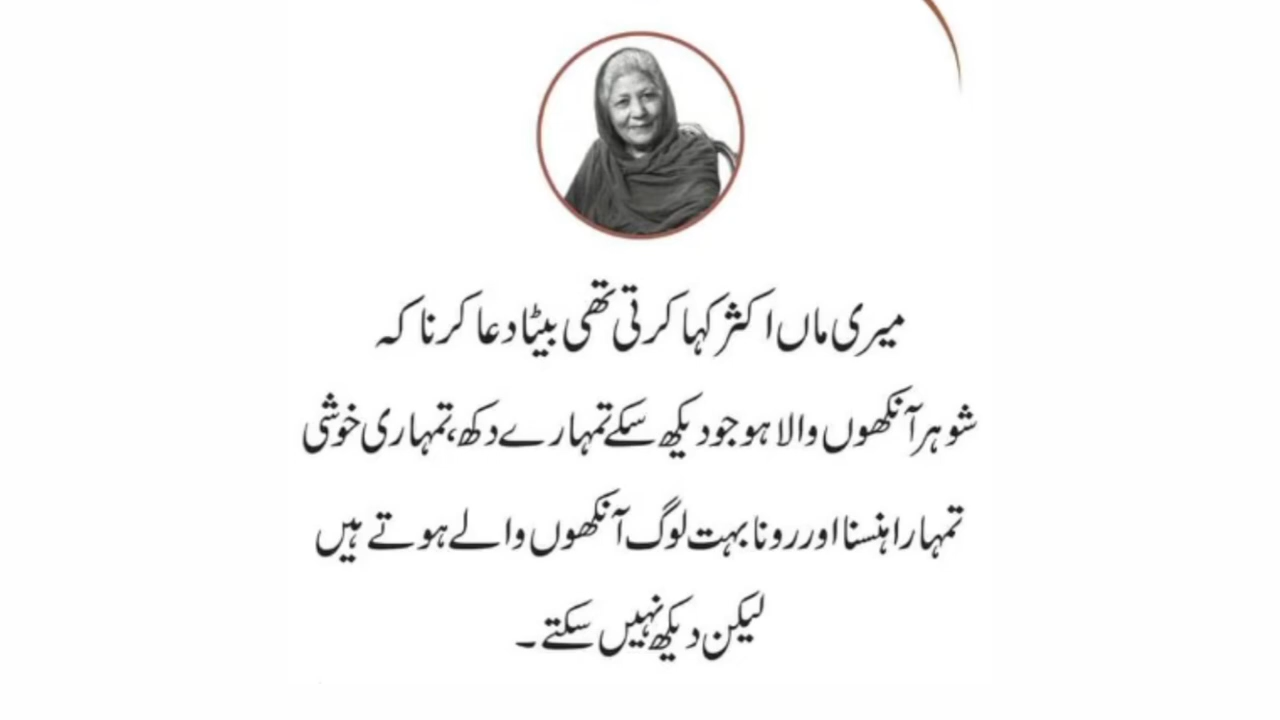 میری ماں اکثر کہا کرتی تھی بیٹا دعا کرنا کہ
شوہر آنکھوں والا ہو جو دیکھ سکے تمہارے دکھ، تمہاری خوشی
تمہارا ہنسنا اور رونا بہت لوگ آنکھوں والے ہوتے ہیں
لیکن دیکھ نہیں سکتے ۔